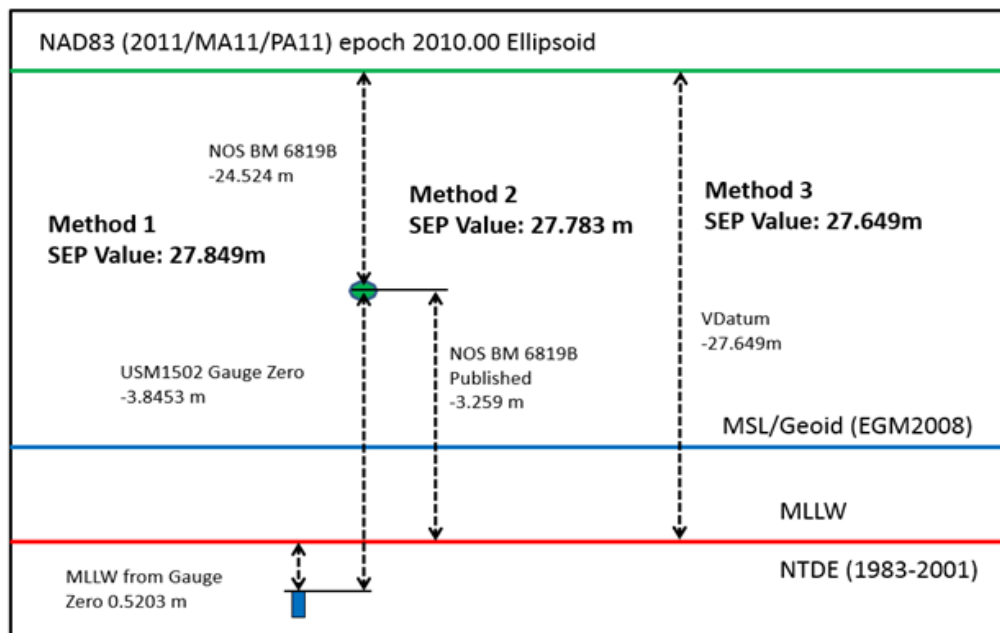 NAD83 (2011/MA11/PA11) epoch 2010.00 Ellipsoid
NOS BM 6819B
-24.524 m
Method 1
SEP Value: 27.849m
Method 2
SEP Value: 27.783 m
Method 3
SEP Value: 27.649m
USM1502 Gauge Zero
-3.8453 m
NOS BM 6819B
Published
-3.259 m
VDatum
-27.649m
MSL/Geoid (EGM2008)
MLLW
MLLW from Gauge
Zero 0.5203 m
NTDE (1983-2001)